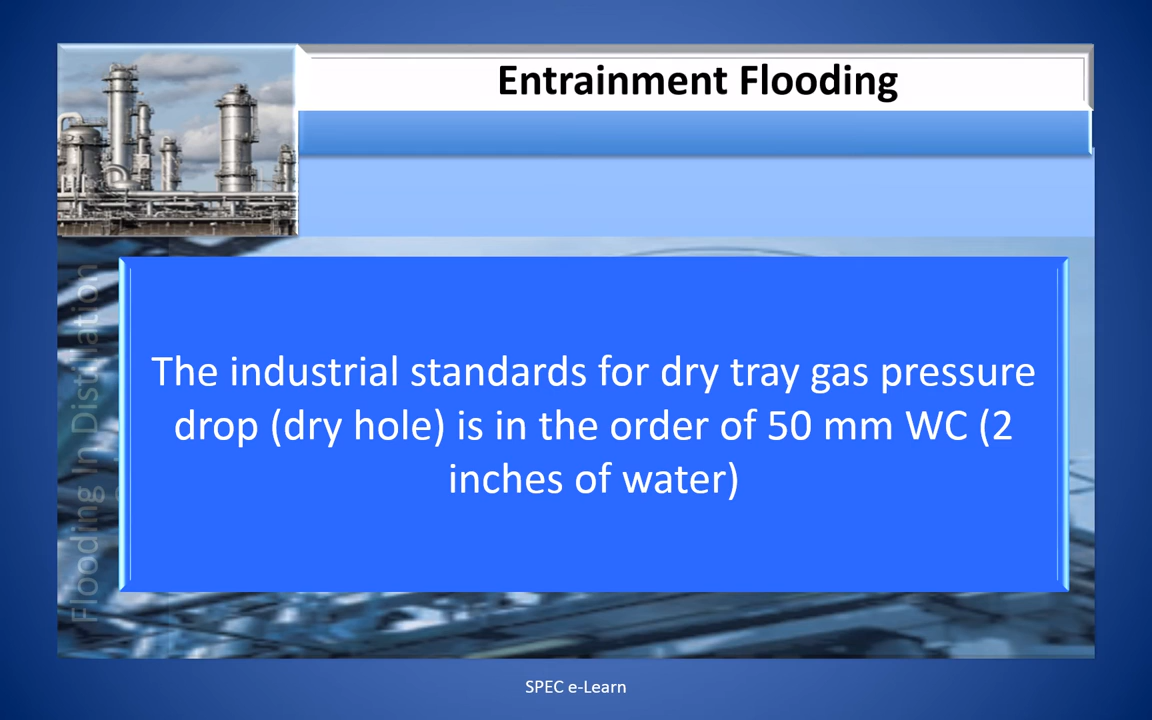 Entrainment Flooding
Flooding In Distillation
The industrial standards for dry tray gas pressure
drop (dry hole) is in the order of 50 mm WC (2
inches of water)
SPEC e-Learn